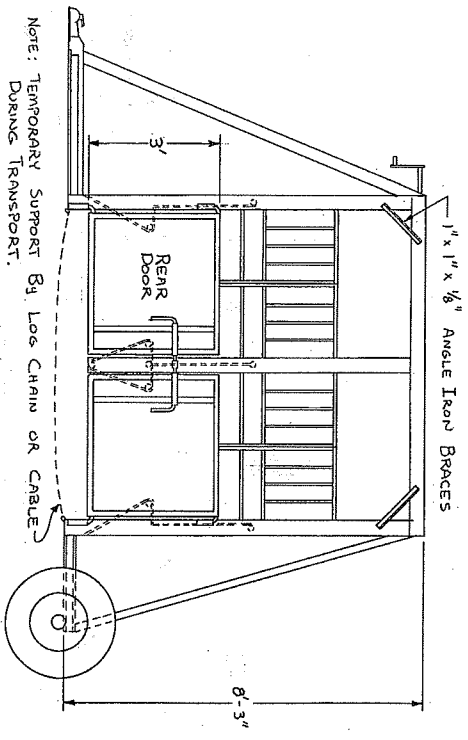 1" x 1" x 1/8" ANGLE IRON BRACES
3'
REAR
DOOR
8'-3"
NOTE: TEMPORARY SUPPORT By LOG CHAIN OR CABLE
DURING TRANSPORT.